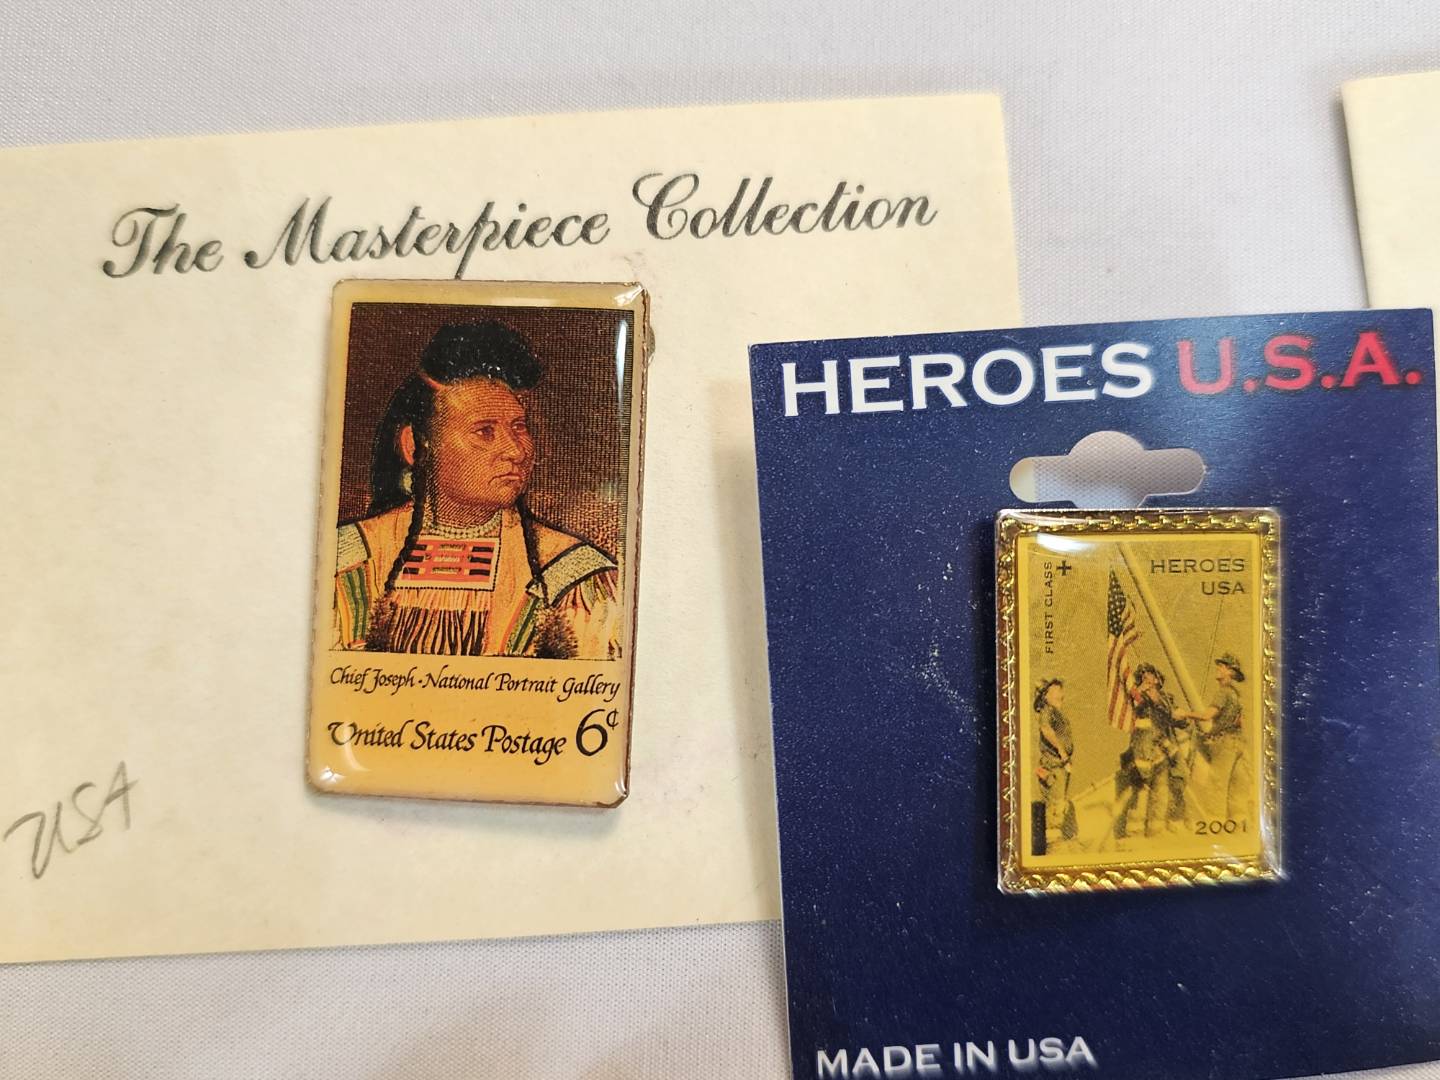 The Masterpiece Collection
Chief Joseph · National Portrait Gallery
United States Postage 6¢
USA
HEROES U.S.A.
FIRST CLASS +
HEROES
USA
2001
MADE IN USA